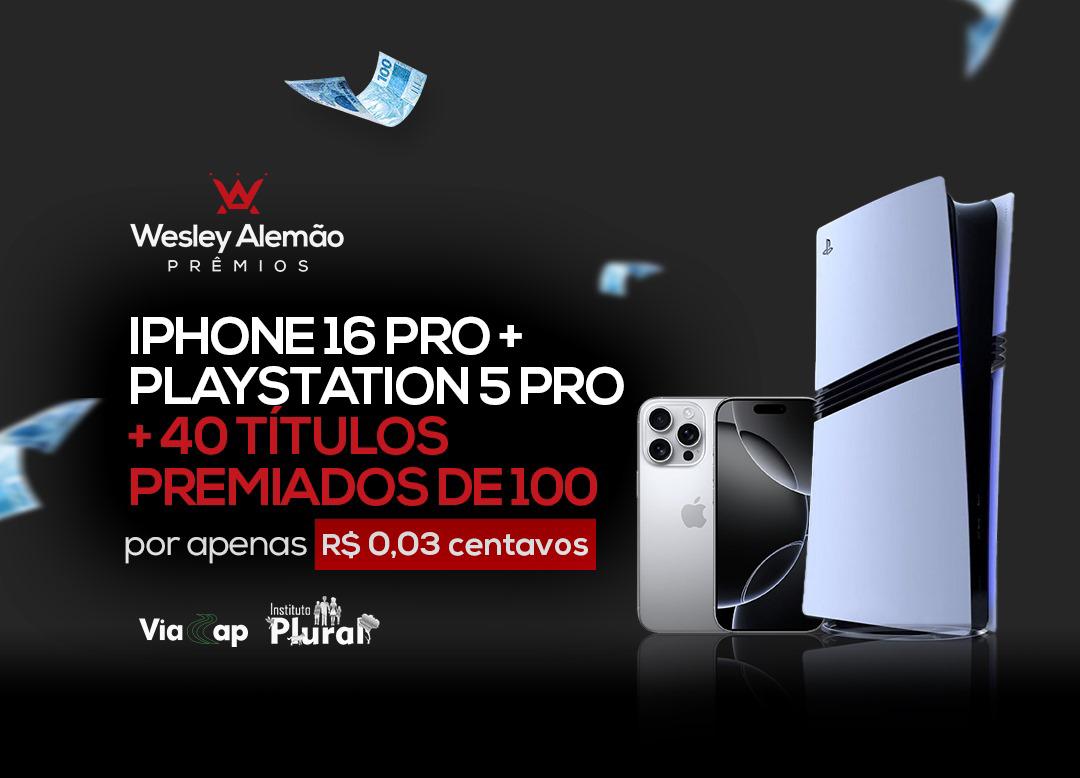 100
Wesley Alemão
PRÊMIOS
IPHONE 16 PRO +
PLAYSTATION 5 PRO
+ 40 TÍTULOS
PREMIADOS DE 100
por apenas R$ 0,03 centavos
ViaCap
Instituto
Plural